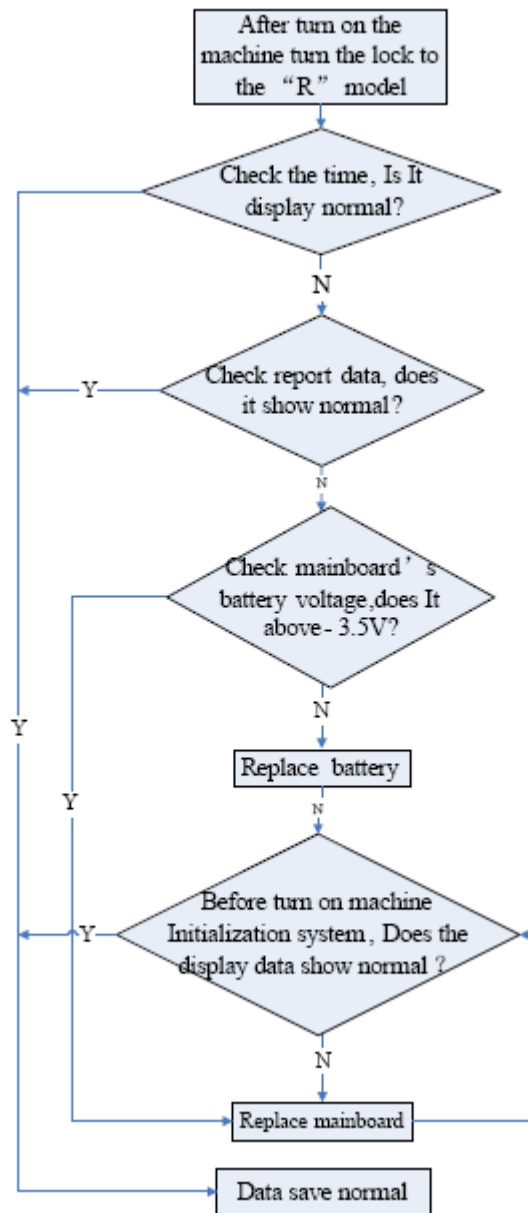 After turn on the
machine turn the lock to
the “R” model
Check the time, Is It
display normal?
N
Check report data, does
it show normal?
Y
N
Check mainboard’s
battery voltage,does It
above- 3.5V?
N
Y
Replace battery
Y
N
Before turn on machine
Initialization system, Does the
display data show normal ?
Y
N
Replace mainboard
Data save normal